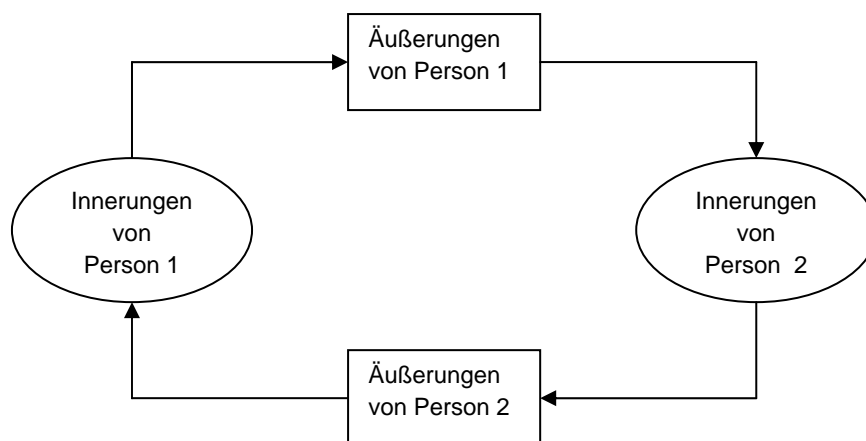 Äußerungen
von Person 1
Innerungen
von
Person 1
Innerungen
von
Person  2
Äußerungen
von Person 2